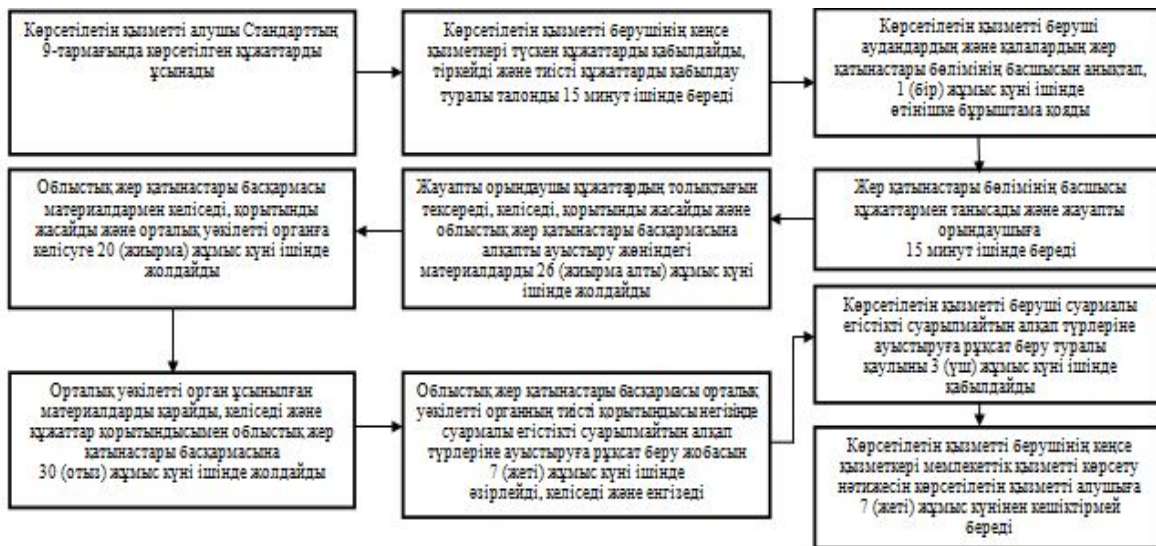 Көрсетілетін қызметті алушы Стандарттың
9-тармағында көрсетілген құжаттарды
ұсынады
Көрсетілетін қызметті берушінің кеңсе
қызметкері түскен құжаттарды қабылдайды,
тіркейді және тиісті құжаттарды қабылдау
туралы талонды 15 минут ішінде береді
Көрсетілетін қызметті беруші
аудандардың және қалалардың жер
қатынастары бөлімінің басшысын анықтап,
1 (бір) жұмыс күні ішінде
өтінішке бұрыштама қояды
Жер қатынастары бөлімінің басшысы
құжаттармен танысады және жауапты
орындаушыға
15 минут ішінде береді
Жауапты орындаушы құжаттардың толықтығын
тексереді, келіседі, қорытынды жасайды және
облыстық жер қатынастары басқармасына
алқапты ауыстыру жөніндегі
материалдарды 26 (жиырма алты) жұмыс күні
ішінде жолдайды
Облыстық жер қатынастары басқармасы
материалдармен келіседі, қорытынды
жасайды және орталық уәкілетті органға
келісуге 20 (жиырма) жұмыс күні ішінде
жолдайды
Орталық уәкілетті орган ұсынылған
материалдарды қарайды, келіседі және
құжаттар қорытындысымен облыстық жер
қатынастары басқармасына
30 (отыз) жұмыс күні ішінде жолдайды
Облыстық жер қатынастары басқармасы орталық
уәкілетті органның тиісті қорытындысы негізінде
суармалы егістікті суарылмайтын алқап
түрлеріне ауыстыруға рұқсат беру жобасын
7 (жеті) жұмыс күні ішінде
әзірлейді, келіседі және енгізеді
Көрсетілетін қызметті беруші суармалы
егістікті суарылмайтын алқап түрлеріне
ауыстыруға рұқсат беру туралы
қаулыны 3 (үш) жұмыс күні ішінде
қабылдайды
Көрсетілетін қызметті берушінің кеңсе
қызметкері мемлекеттік қызметті көрсету
нәтижесін көрсетілетін қызметті алушыға
7 (жеті) жұмыс күнінен кешіктірмей
береді